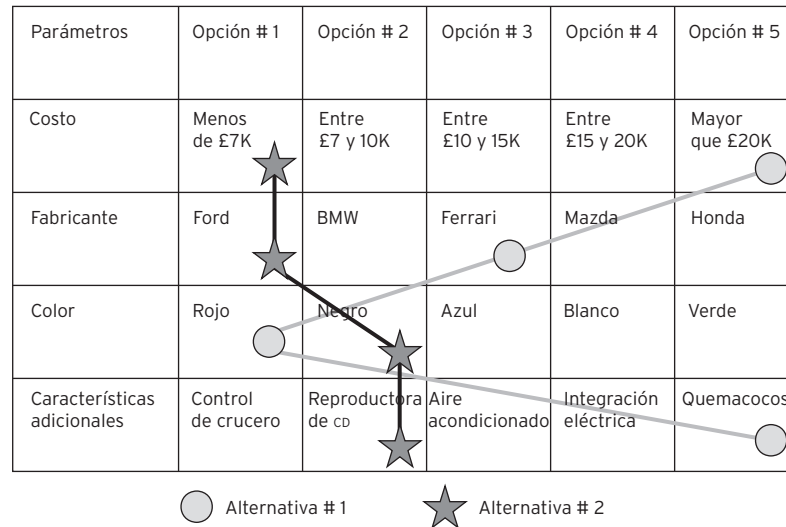 Parámetros
Opción # 1
Opción # 2
Opción # 3
Opción # 4
Opción # 5
Costo
Menos
de £7K
Entre
£7 y 10K
Entre
£10 y 15K
Entre
£15 y 20K
Mayor
que £20K
Fabricante
Ford
BMW
Ferrari
Mazda
Honda
Color
Rojo
Negro
Azul
Blanco
Verde
Características
adicionales
Control
de crucero
Reproductora
de CD
Aire
acondicionado
Integración
eléctrica
Quemacocos
Alternativa # 1
Alternativa # 2